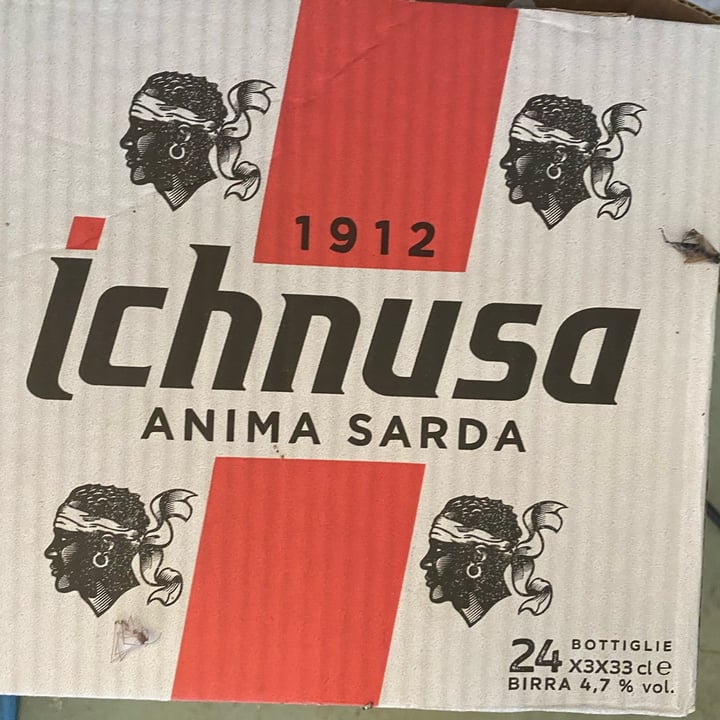 1912
ichnusa
ANIMA SARDA
24 BOTTIGLIE
X3X33 cl e
BIRRA 4,7 % vol.